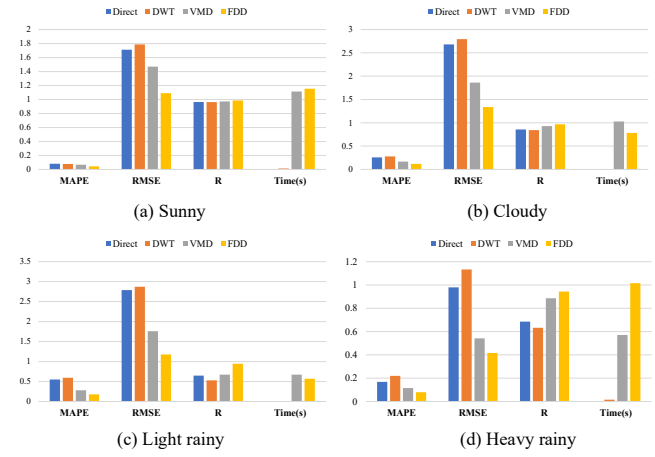 Direct DWT VMD FDD
2
1.8
1.6
1.4
1.2
1
0.8
0.6
0.4
0.2
0
MAPE RMSE R Time(s)
(a) Sunny
Direct DWT VMD FDD
3
2.5
2
1.5
1
0.5
0
MAPE RMSE R Time(s)
(b) Cloudy
Direct DWT VMD FDD
3.5
3
2.5
2
1.5
1
0.5
0
MAPE RMSE R Time(s)
(c) Light rainy
Direct DWT VMD FDD
1.2
1
0.8
0.6
0.4
0.2
0
MAPE RMSE R Time(s)
(d) Heavy rainy